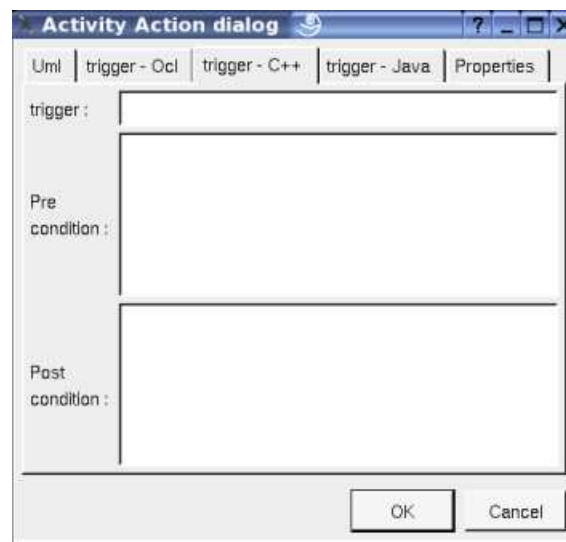 Activity Action dialog
Uml trigger - Ocl trigger - C++ trigger - Java Properties
trigger :
Pre
condition :
Post
condition :
OK Cancel